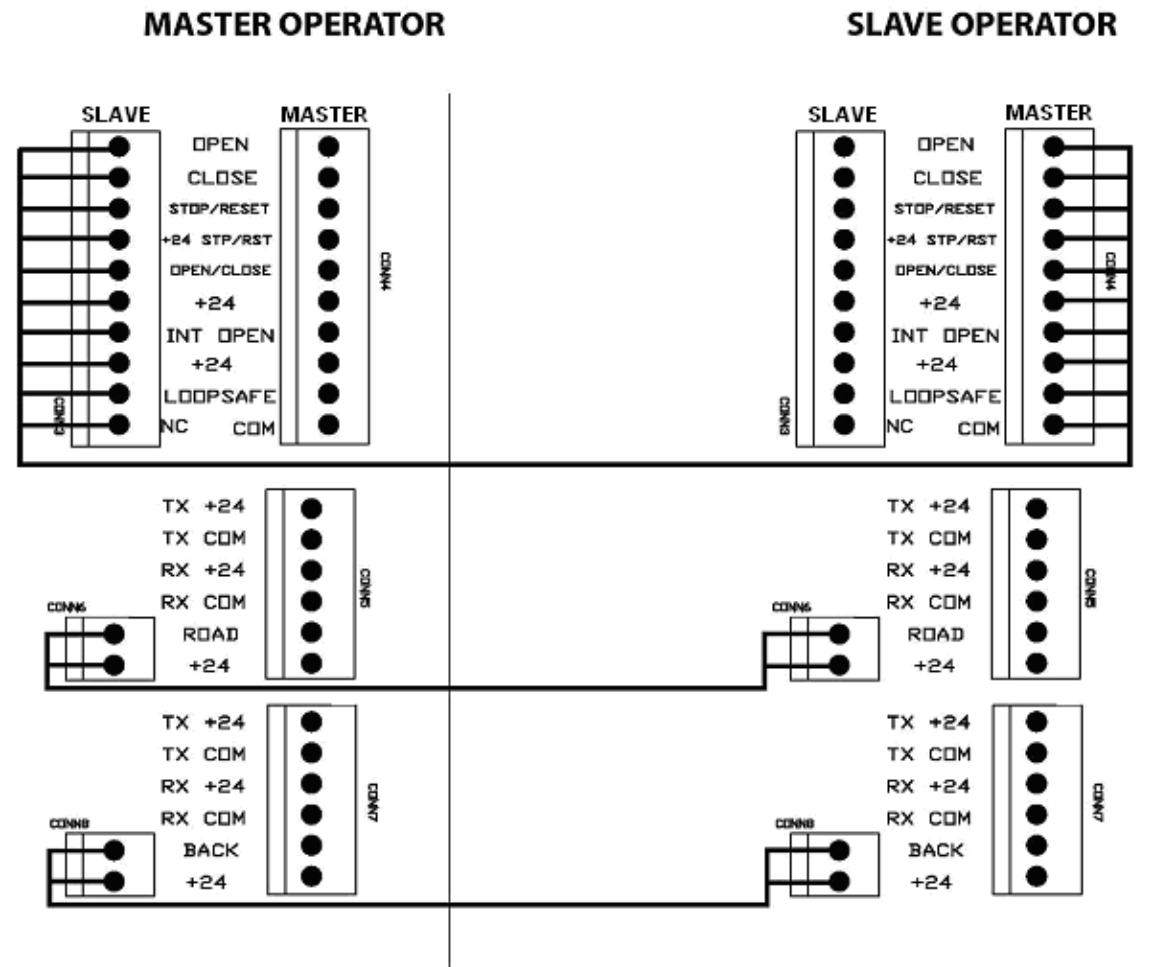 MASTER OPERATOR
SLAVE OPERATOR
SLAVE
MASTER
OPEN
CLOSE
STOP/RESET
+24 STP/RST
OPEN/CLOSE
+24
INT OPEN
+24
LOOPSAFE
NC COM
CONN3
CONN4
SLAVE
MASTER
OPEN
CLOSE
STOP/RESET
+24 STP/RST
OPEN/CLOSE
+24
INT OPEN
+24
LOOPSAFE
NC COM
CONN3
CONN4
TX +24
TX COM
RX +24
RX COM
ROAD
+24
CONN6
CONN5
TX +24
TX COM
RX +24
RX COM
ROAD
+24
CONN6
CONN5
TX +24
TX COM
RX +24
RX COM
BACK
+24
CONN8
CONN7
TX +24
TX COM
RX +24
RX COM
BACK
+24
CONN8
CONN7